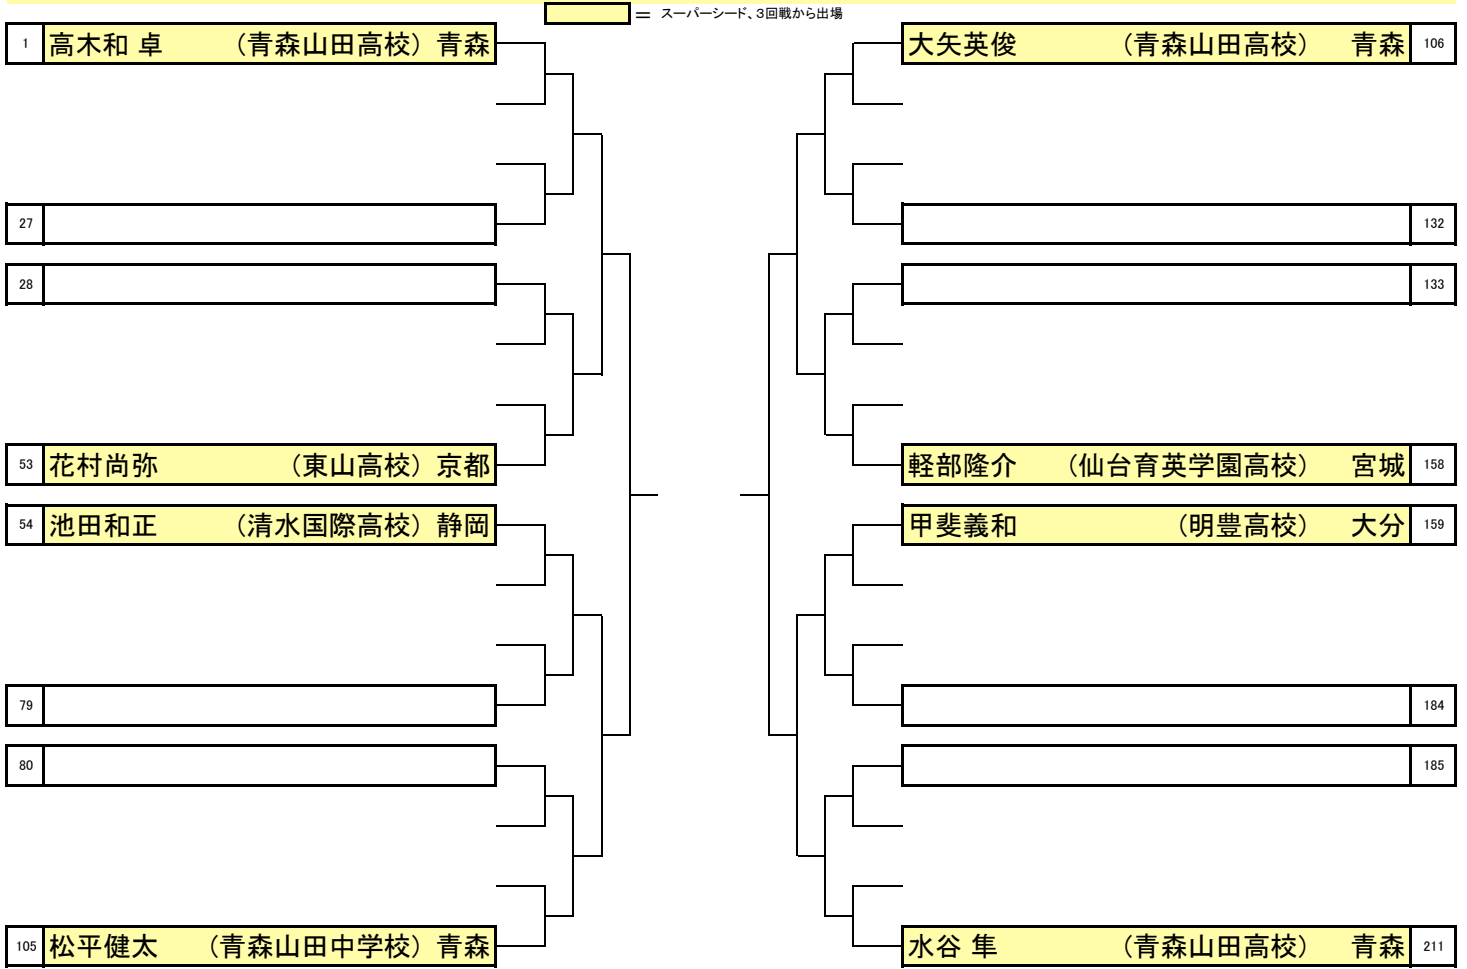 ＝ スーパーシード、3回戦から出場
1 高木和 卓 （青森山田高校） 青森
大矢英俊 （青森山田高校） 青森 106
27
132
28
133
53 花村尚弥 （東山高校） 京都
軽部隆介 （仙台育英学園高校） 宮城 158
54 池田和正 （清水国際高校） 静岡
甲斐義和 （明豊高校） 大分 159
79
184
80
185
105 松平健太 （青森山田中学校） 青森
水谷 隼 （青森山田高校） 青森 211